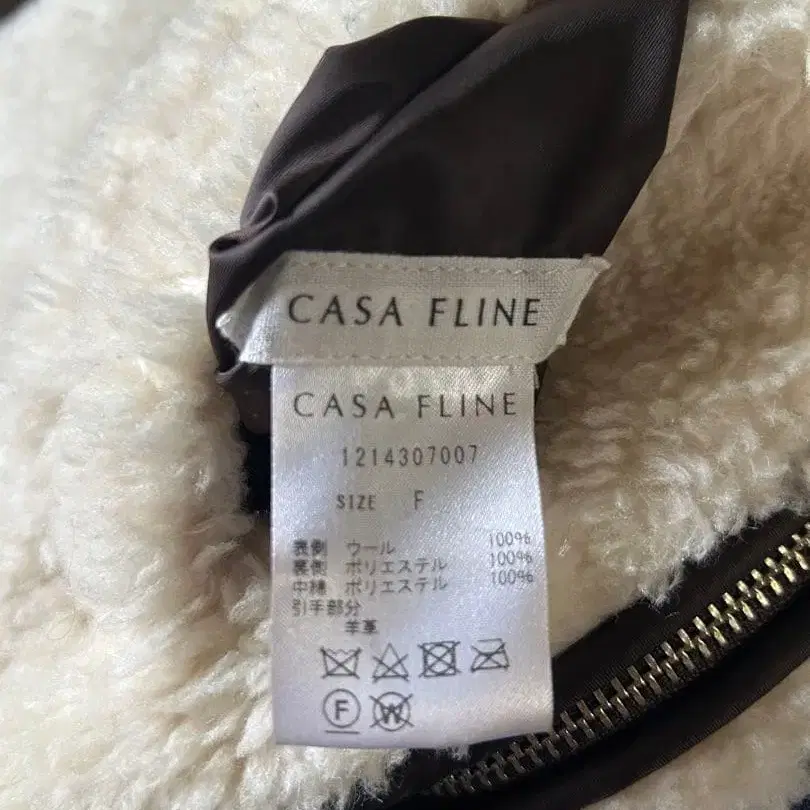 CASA FLINE
CASA FLINE
1214307007
SIZE F
表側 ウール 100%
裏側 ポリエステル 100%
中綿 ポリエステル 100%
引手部分
羊革
F W